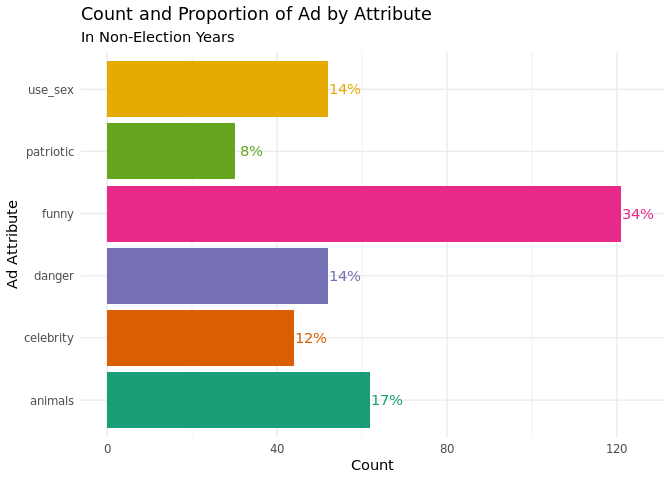 Count and Proportion of Ad by Attribute
In Non-Election Years
use_sex
14%
patriotic
8%
funny
34%
danger
14%
celebrity
12%
animals
17%
Ad Attribute
0
40
80
120
Count